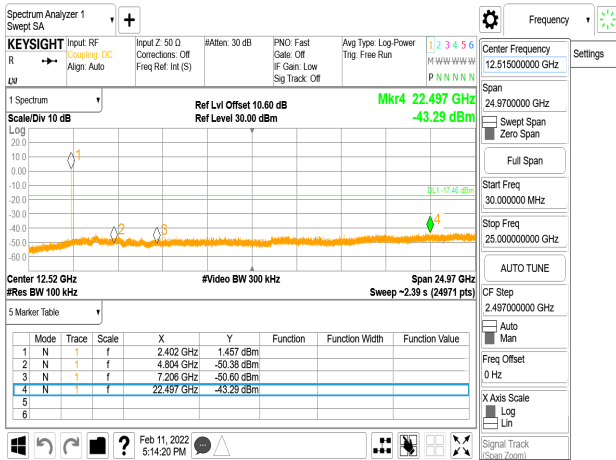 Spectrum Analyzer 1
Swept SA
Frequency
Settings
KEYSIGHT
R
LXI
Input: RF
Coupling: DC
Align: Auto
Input Z: 50 Ω
Corrections: Off
Freq Ref: Int (S)
#Atten: 30 dB
PNO: Fast
Gate: Off
IF Gain: Low
Sig Track: Off
Avg Type: Log-Power
Trig: Free Run
1 2 3 4 5 6
M W W W W W
P N N N N N
1 Spectrum
Scale/Div 10 dB
Ref Lvl Offset 10.60 dB
Ref Level 30.00 dBm
Mkr4 22.497 GHz
-43.29 dBm
Log
20.0
10.0
0.00
-10.0
-20.0
-30.0
-40.0
-50.0
-60.0
1
2
3
4
DL1 -17.46 dBm
Center 12.52 GHz
#Res BW 100 kHz
#Video BW 300 kHz
Span 24.97 GHz
Sweep ~2.39 s (24971 pts)
5 Marker Table
Mode Trace Scale X Y Function Function Width Function Value
1 N 1 f 2.402 GHz 1.457 dBm
2 N 1 f 4.804 GHz -50.38 dBm
3 N 1 f 7.206 GHz -50.60 dBm
4 N 1 f 22.497 GHz -43.29 dBm
5
6
Feb 11, 2022
5:14:20 PM
Center Frequency
12.515000000 GHz
Span
24.9700000 GHz
Swept Span
Zero Span
Full Span
Start Freq
30.000000 MHz
Stop Freq
25.000000000 GHz
AUTO TUNE
CF Step
2.497000000 GHz
Auto
Man
Freq Offset
0 Hz
X Axis Scale
Log
Lin
Signal Track
(Span Zoom)